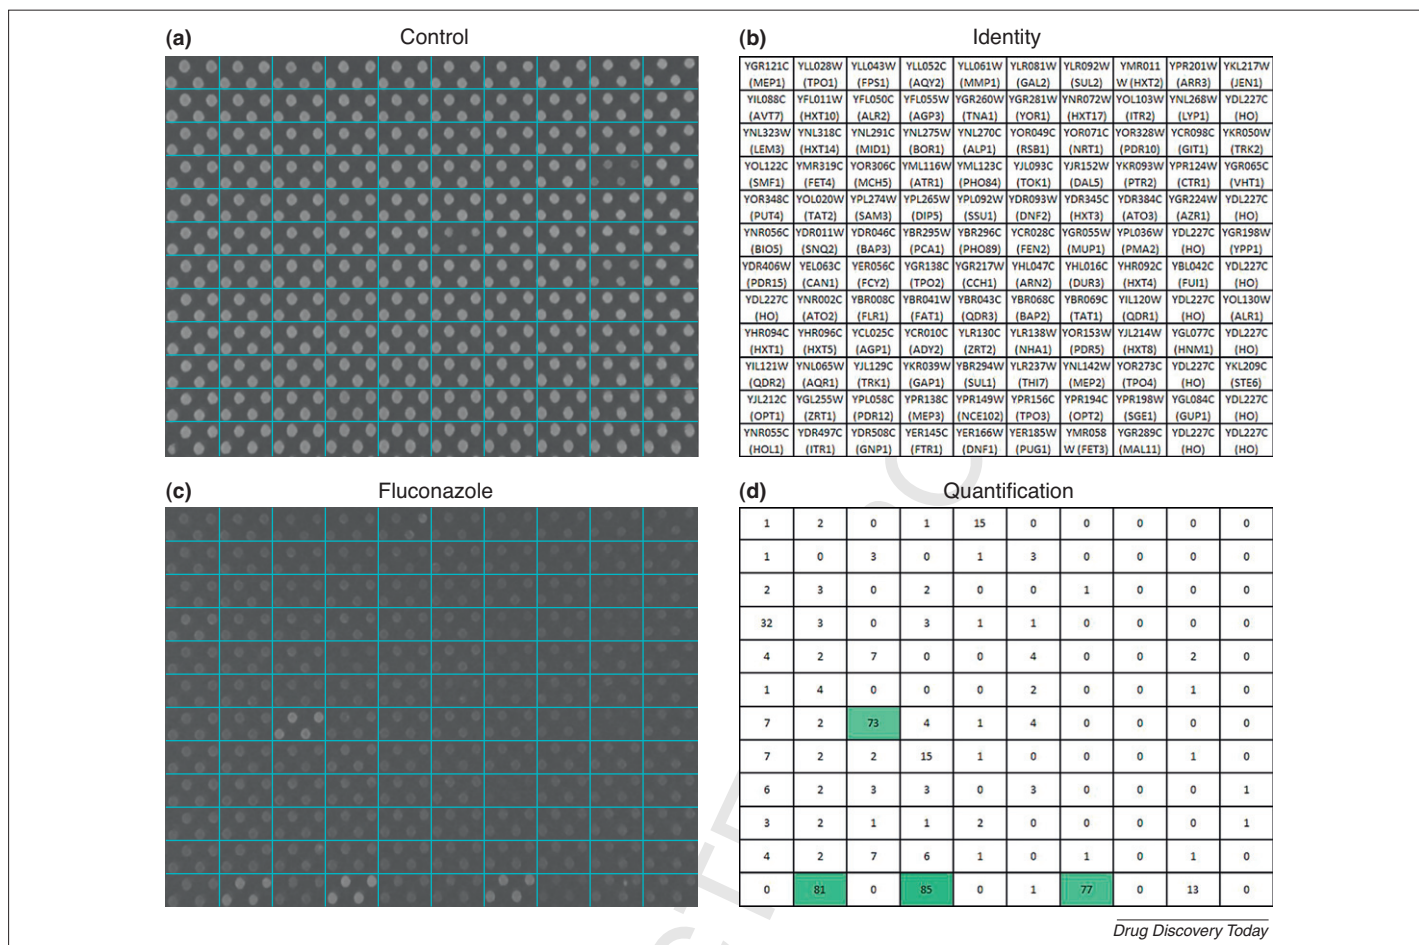 (a) Control
(b) Identity
YGR121C YLL028W YLL043W YLL052C YLL061W YLR081W YLR092W YMR011 YPR201W YKL217W
(MEP1) (TPO1) (FPS1) (AQY2) (MMP1) (GAL2) (SUL2) W (HXT2) (ARR3) (JEN1)
YIL088C YFL011W YFL050C YFL055W YGR260W YGR281W YNR072W YOL103W YNL268W YDL227C
(AVT7) (HXT10) (ALR2) (AGP3) (TNA1) (YOR1) (HXT17) (ITR2) (LYP1) (HO)
YNL323W YNL318C YNL291C YNL275W YNL270C YOR049C YOR071C YOR328W YCR098C YKR050W
(LEM3) (HXT14) (MID1) (BOR1) (ALP1) (RSB1) (NRT1) (PDR10) (GIT1) (TRK2)
YOL122C YMR319C YOR306C YML116W YML123C YJL093C YJR152W YKR093W YPR124W YGR065C
(SMF1) (FET4) (MCH5) (ATR1) (PHO84) (TOK1) (DAL5) (PTR2) (CTR1) (VHT1)
YOR348C YOL020W YPL274W YPL265W YPL092W YDR093W YDR345C YDR384C YGR224W YDL227C
(PUT4) (TAT2) (SAM3) (DIP5) (SSU1) (DNF2) (HXT3) (ATO3) (AZR1) (HO)
YNR056C YDR011W YDR046C YBR295W YBR296C YCR028C YGR055W YPL036W YDL227C YGR198W
(BIO5) (SNQ2) (BAP3) (PCA1) (PHO89) (FEN2) (MUP1) (PMA2) (HO) (YPP1)
YDR406W YEL063C YER056C YGR138C YGR217W YHL047C YHL016C YHR092C YBL042C YDL227C
(PDR15) (CAN1) (FCY2) (TPO2) (CCH1) (ARN2) (DUR3) (HXT4) (FUI1) (HO)
YDL227C YNR002C YBR008C YBR041W YBR043C YBR068C YBR069C YIL120W YDL227C YOL130W
(HO) (ATO2) (FLR1) (FAT1) (QDR3) (BAP2) (TAT1) (QDR1) (HO) (ALR1)
YHR094C YHR096C YCL025C YCR010C YLR130C YLR138W YOR153W YJL214W YGL077C YDL227C
(HXT1) (HXT5) (AGP1) (ADY2) (ZRT2) (NHA1) (PDR5) (HXT8) (HNM1) (HO)
YIL121W YNL065W YJL129C YKR039W YBR294W YLR237W YNL142W YOR273C YDL227C YKL209C
(QDR2) (AQR1) (TRK1) (GAP1) (SUL1) (THI7) (MEP2) (TPO4) (HO) (STE6)
YJL212C YGL255W YPL058C YPR138C YPR149W YPR156C YPR194C YPR198W YGL084C YDL227C
(OPT1) (ZRT1) (PDR12) (MEP3) (NCE102) (TPO3) (OPT2) (SGE1) (GUP1) (HO)
YNR055C YDR497C YDR508C YER145C YER166W YER185W YMR058 YGR289C YDL227C YDL227C
(HOL1) (ITR1) (GNP1) (FTR1) (DNF1) (PUG1) W (FET3) (MAL11) (HO) (HO)
(c) Fluconazole
(d) Quantification
1 2 0 1 15 0 0 0 0 0
1 0 3 0 1 3 0 0 0 0
2 3 0 2 0 0 1 0 0 0
32 3 0 3 1 1 0 0 0 0
4 2 7 0 0 4 0 0 2 0
1 4 0 0 0 2 0 0 1 0
7 2 73 4 1 4 0 0 0 0
7 2 2 15 1 0 0 0 1 0
6 2 3 3 0 3 0 0 0 1
3 2 1 1 2 0 0 0 0 1
4 2 7 6 1 0 1 0 1 0
0 81 0 85 0 1 77 0 13 0
Drug Discovery Today